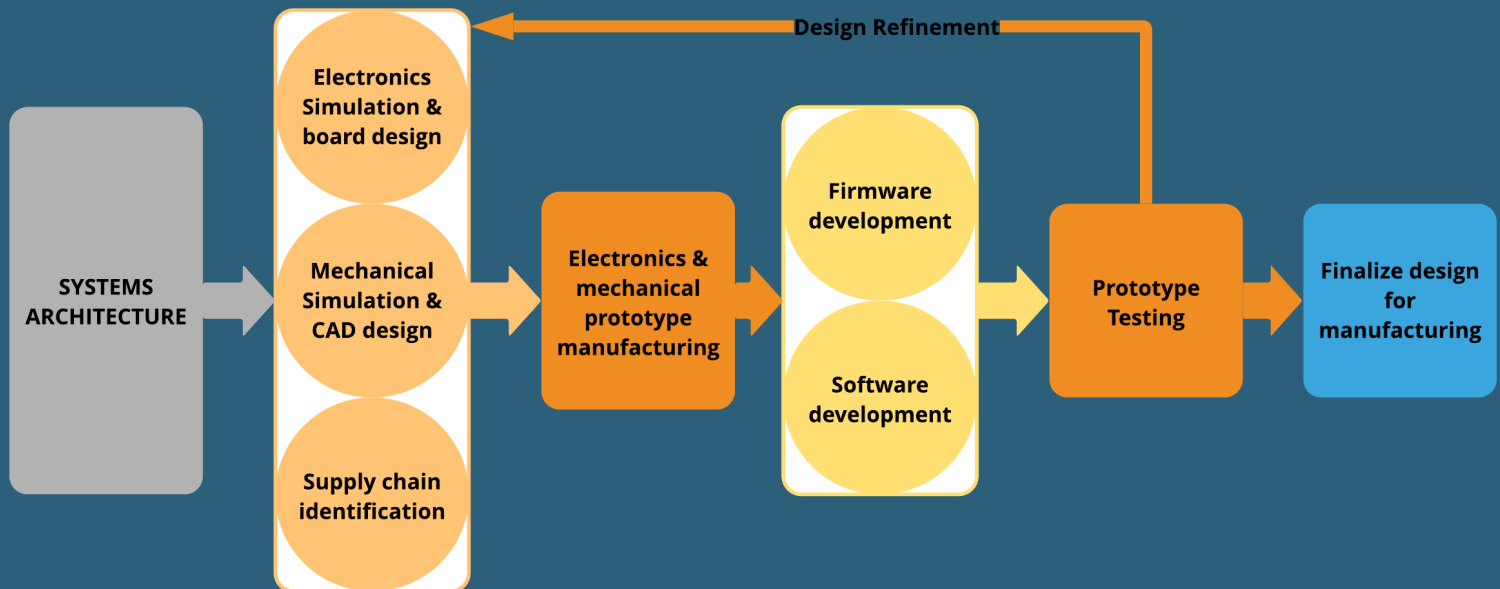 Design Refinement
Electronics
Simulation &
board design
SYSTEMS
ARCHITECTURE
Mechanical
Simulation &
CAD design
Supply chain
identification
Electronics &
mechanical
prototype
manufacturing
Firmware
development
Software
development
Prototype
Testing
Finalize design
for
manufacturing